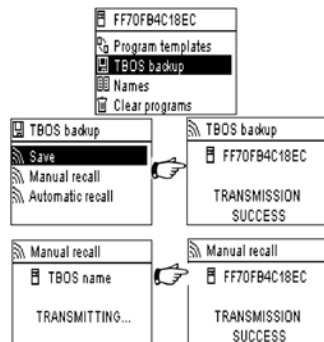 FF70FB4C18EC
Program templates
TBOS backup
Names
Clear programs
TBOS backup
Save
Manual recall
Automatic recall
TBOS backup
FF70FB4C18EC
TRANSMISSION
SUCCESS
Manual recall
TBOS name
TRANSMITTING...
Manual recall
FF70FB4C18EC
TRANSMISSION
SUCCESS